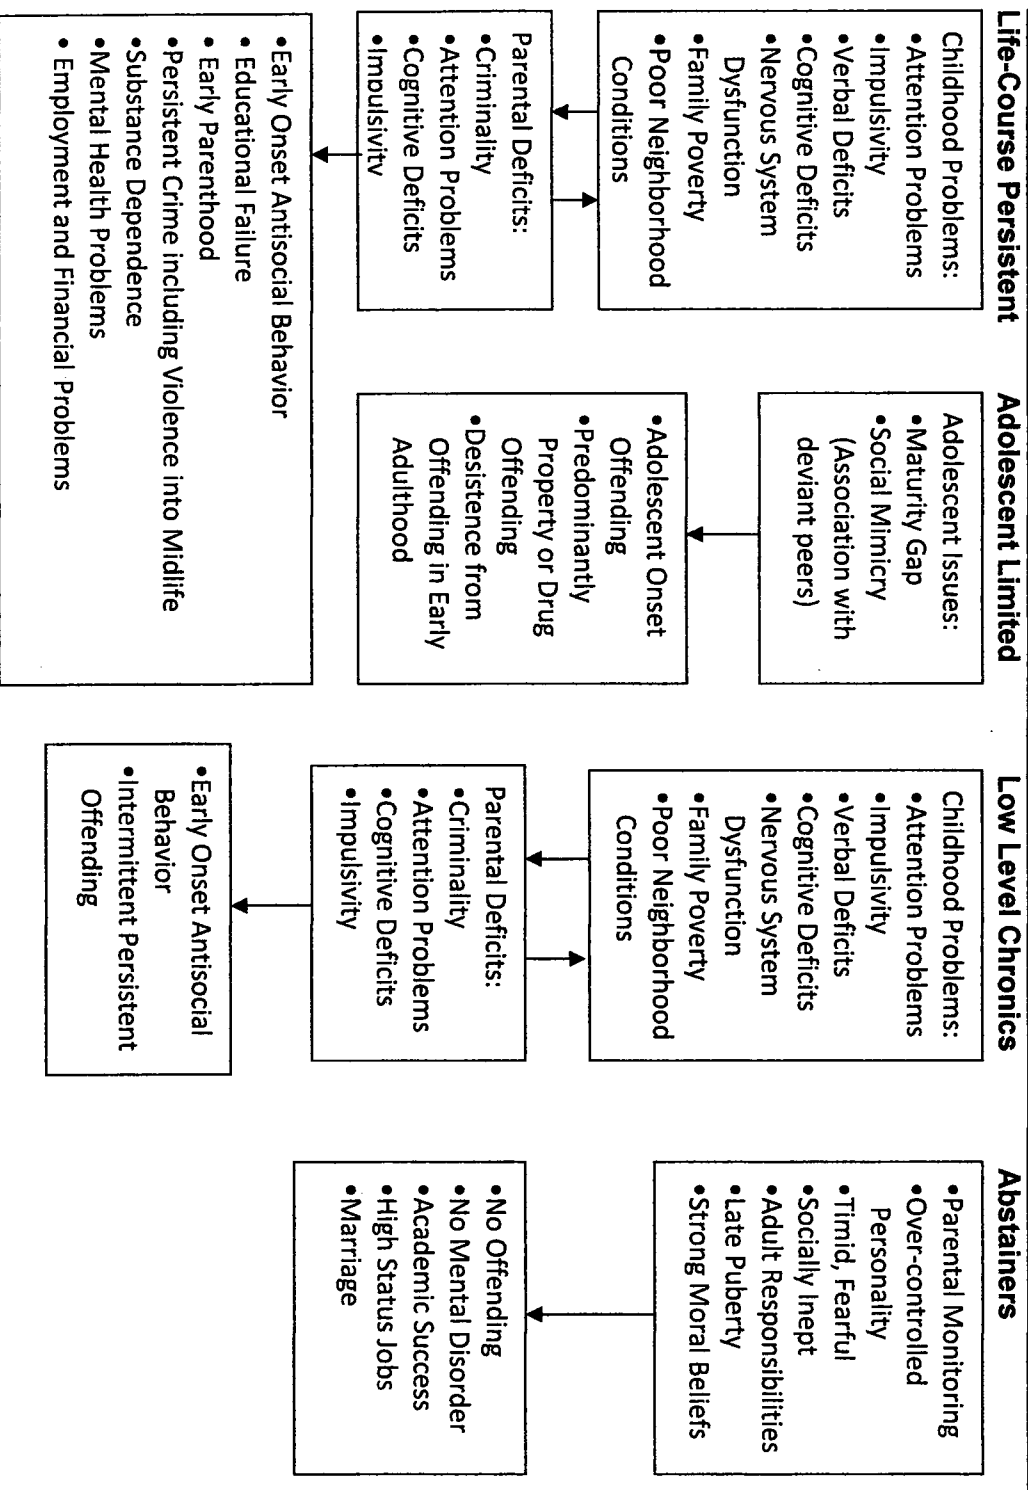 Life-Course Persistent
Childhood Problems:
•Attention Problems
•Impulsivity
•Verbal Deficits
•Cognitive Deficits
•Nervous System
Dysfunction
•Family Poverty
•Poor Neighborhood
Conditions
Parental Deficits:
•Criminality
•Attention Problems
•Cognitive Deficits
•Impulsivity
•Early Onset Antisocial Behavior
• Educational Failure
• Early Parenthood
•Persistent Crime including Violence into Midlife
•Substance Dependence
•Mental Health Problems
• Employment and Financial Problems
Adolescent Limited
Adolescent Issues:
•Maturity Gap
•Social Mimicry
(Association with
deviant peers)
•Adolescent Onset
Offending
•Predominantly
Property or Drug
Offending
•Desistence from
Offending in Early
Adulthood
Low Level Chronics
Childhood Problems:
•Attention Problems
•Impulsivity
•Verbal Deficits
•Cognitive Deficits
•Nervous System
Dysfunction
•Family Poverty
•Poor Neighborhood
Conditions
Parental Deficits:
•Criminality
•Attention Problems
•Cognitive Deficits
•Impulsivity
•Early Onset Antisocial
Behavior
•Intermittent Persistent
Offending
Abstainers
•Parental Monitoring
•Over-controlled
Personality
•Timid, Fearful
•Socially Inept
•Adult Responsibilities
•Late Puberty
•Strong Moral Beliefs
•No Offending
•No Mental Disorder
•Academic Success
•High Status Jobs
•Marriage